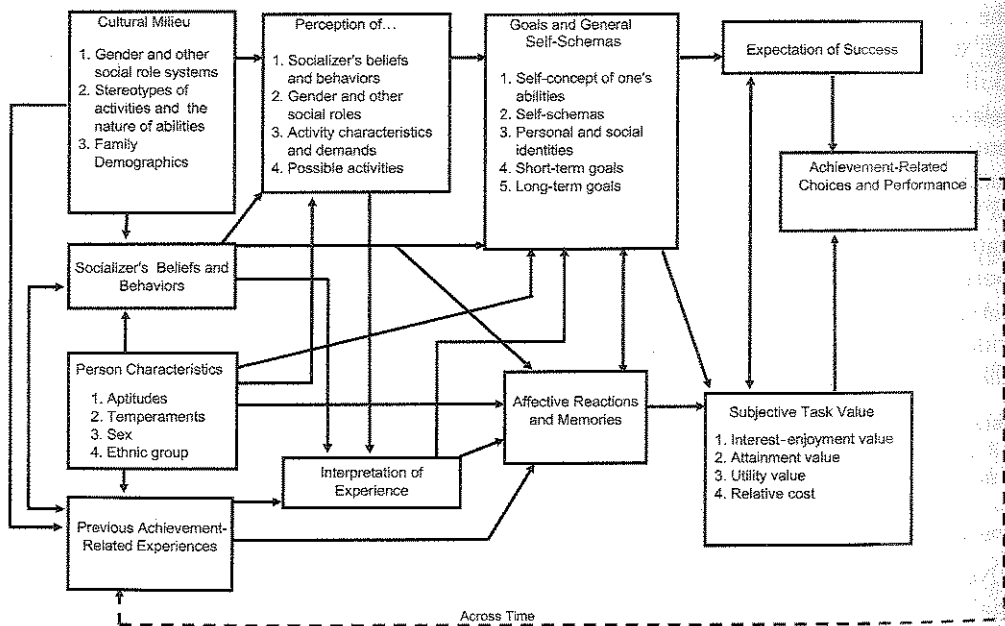 Cultural Milieu
1. Gender and other
social role systems
2. Stereotypes of
activities and the
nature of abilities
3. Family
Demographics
Perception of...
1. Socializer's beliefs
and behaviors
2. Gender and other
social roles
3. Activity characteristics
and demands
4. Possible activities
Goals and General
Self-Schemas
1. Self-concept of one's
abilities
2. Self-schemas
3. Personal and social
identities
4. Short-term goals
5. Long-term goals
Expectation of Success
Achievement-Related
Choices and Performance
Socializer's Beliefs and
Behaviors
Person Characteristics
1. Aptitudes
2. Temperaments
3. Sex
4. Ethnic group
Previous Achievement-
Related Experiences
Interpretation of
Experience
Affective Reactions
and Memories
Subjective Task Value
1. Interest-enjoyment value
2. Attainment value
3. Utility value
4. Relative cost
Across Time